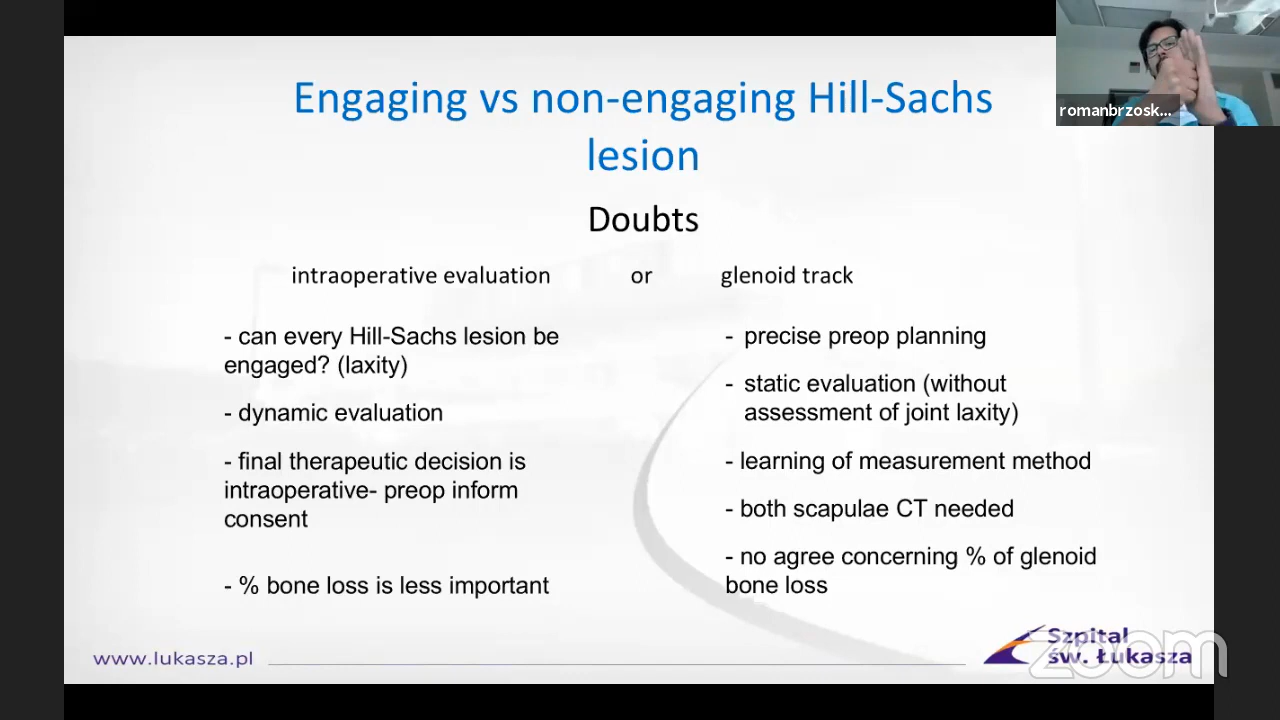 Engaging vs non-engaging Hill-Sachs
lesion
Doubts
intraoperative evaluation or glenoid track
- can every Hill-Sachs lesion be
engaged? (laxity)
- dynamic evaluation
- final therapeutic decision is
intraoperative- preop inform
consent
- % bone loss is less important
- precise preop planning
- static evaluation (without
assessment of joint laxity)
- learning of measurement method
- both scapulae CT needed
- no agree concerning % of glenoid
bone loss
www.lukasza.pl
Szpital
św. Łukasza
zoom
romanbrzosk...